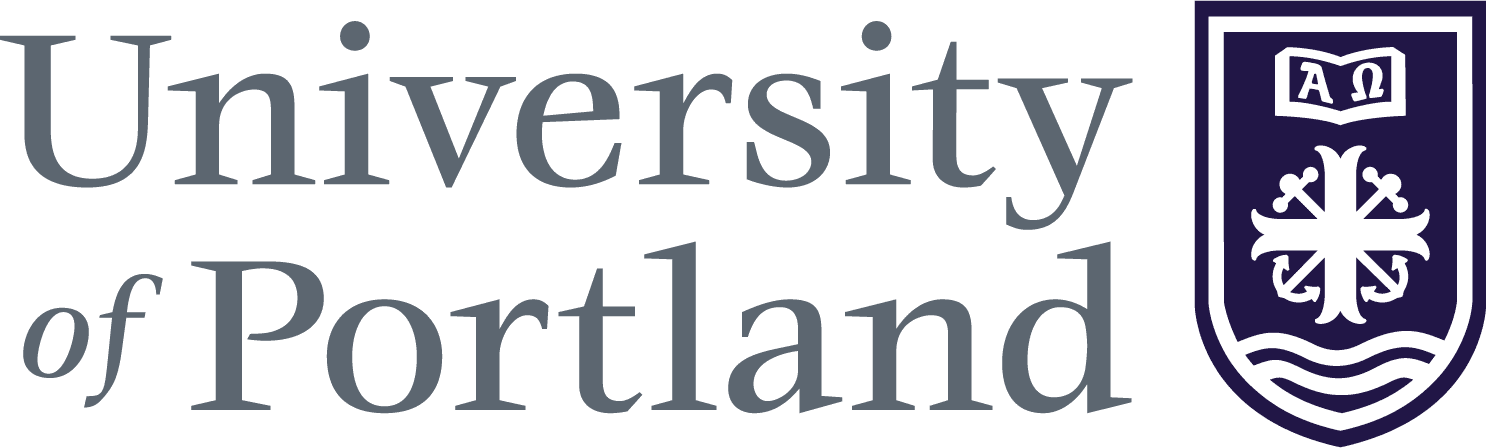 University
of Portland
Α Ω